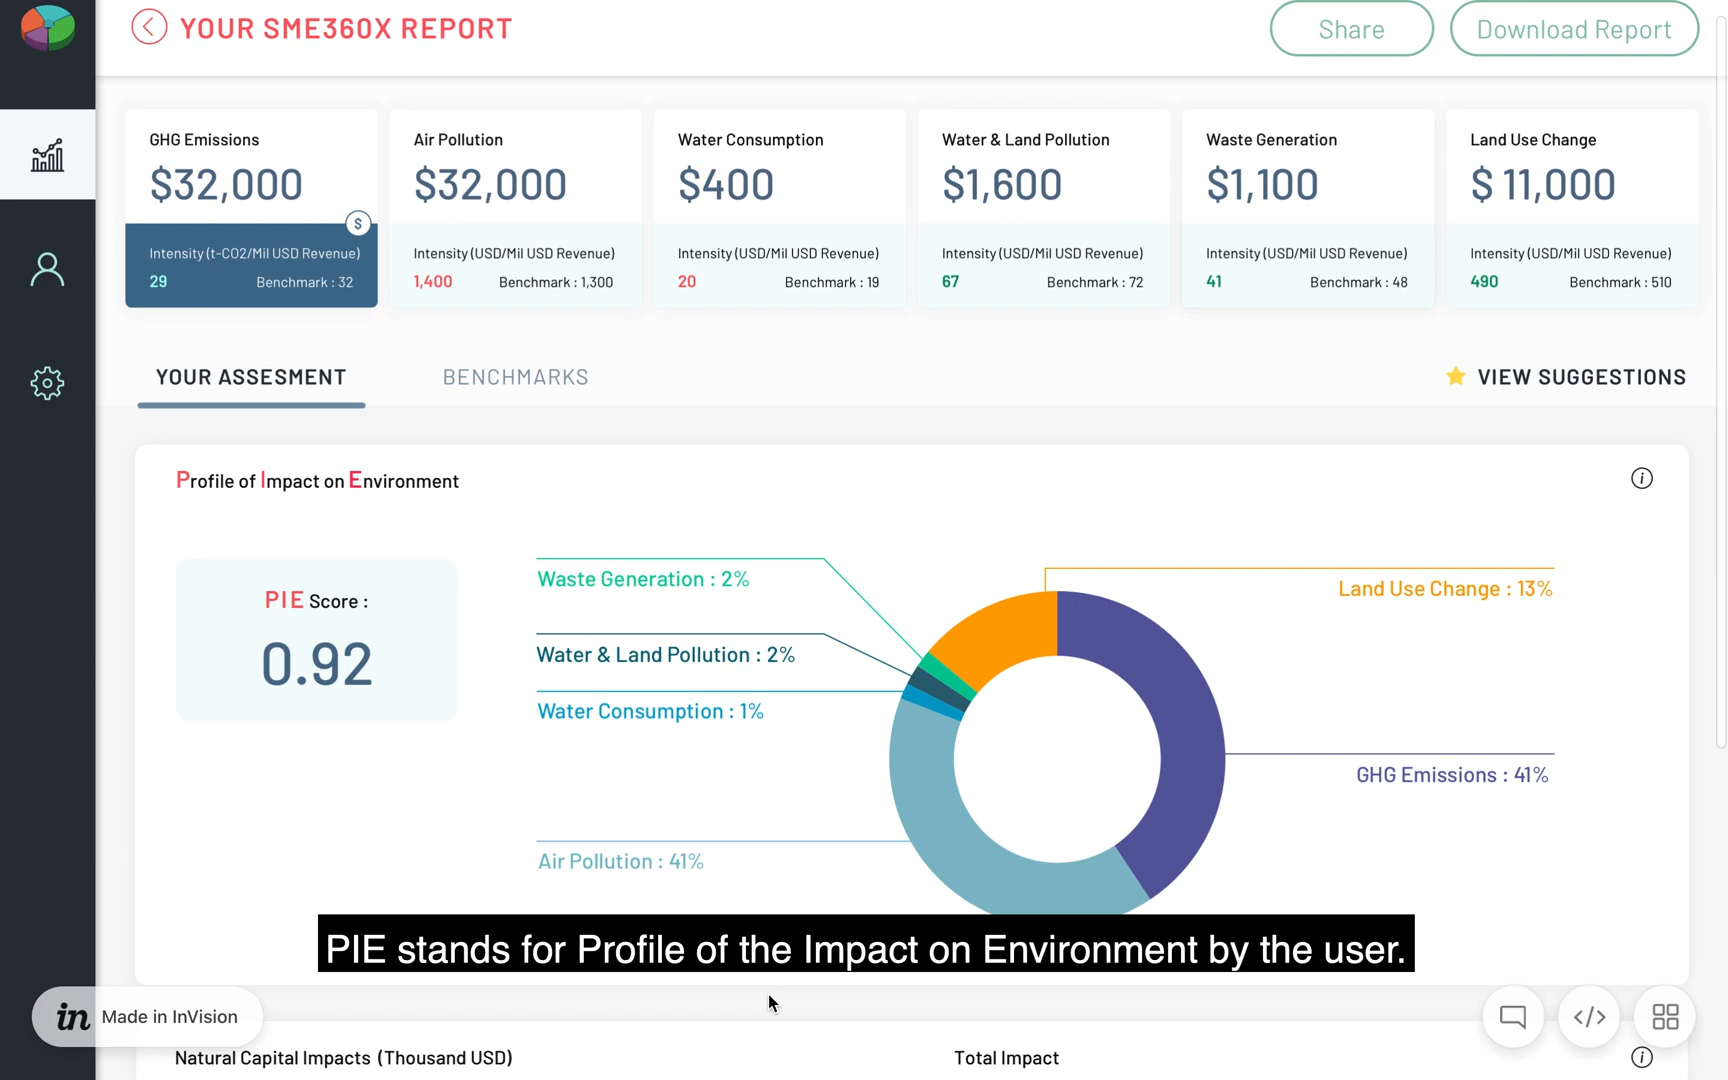 YOUR SME360X REPORT
Share
Download Report
GHG Emissions
$32,000
$
Intensity (t-CO2/Mil USD Revenue)
29 Benchmark : 32
Air Pollution
$32,000
Intensity (USD/Mil USD Revenue)
1,400 Benchmark : 1,300
Water Consumption
$400
Intensity (USD/Mil USD Revenue)
20 Benchmark : 19
Water & Land Pollution
$1,600
Intensity (USD/Mil USD Revenue)
67 Benchmark : 72
Waste Generation
$1,100
Intensity (USD/Mil USD Revenue)
41 Benchmark : 48
Land Use Change
$ 11,000
Intensity (USD/Mil USD Revenue)
490 Benchmark : 510
YOUR ASSESMENT
BENCHMARKS
VIEW SUGGESTIONS
Profile of Impact on Environment
i
PIE Score :
0.92
Waste Generation : 2%
Water & Land Pollution : 2%
Water Consumption : 1%
Air Pollution : 41%
Land Use Change : 13%
GHG Emissions : 41%
PIE stands for Profile of the Impact on Environment by the user.
in Made in InVision
</>
Natural Capital Impacts (Thousand USD)
Total Impact
i